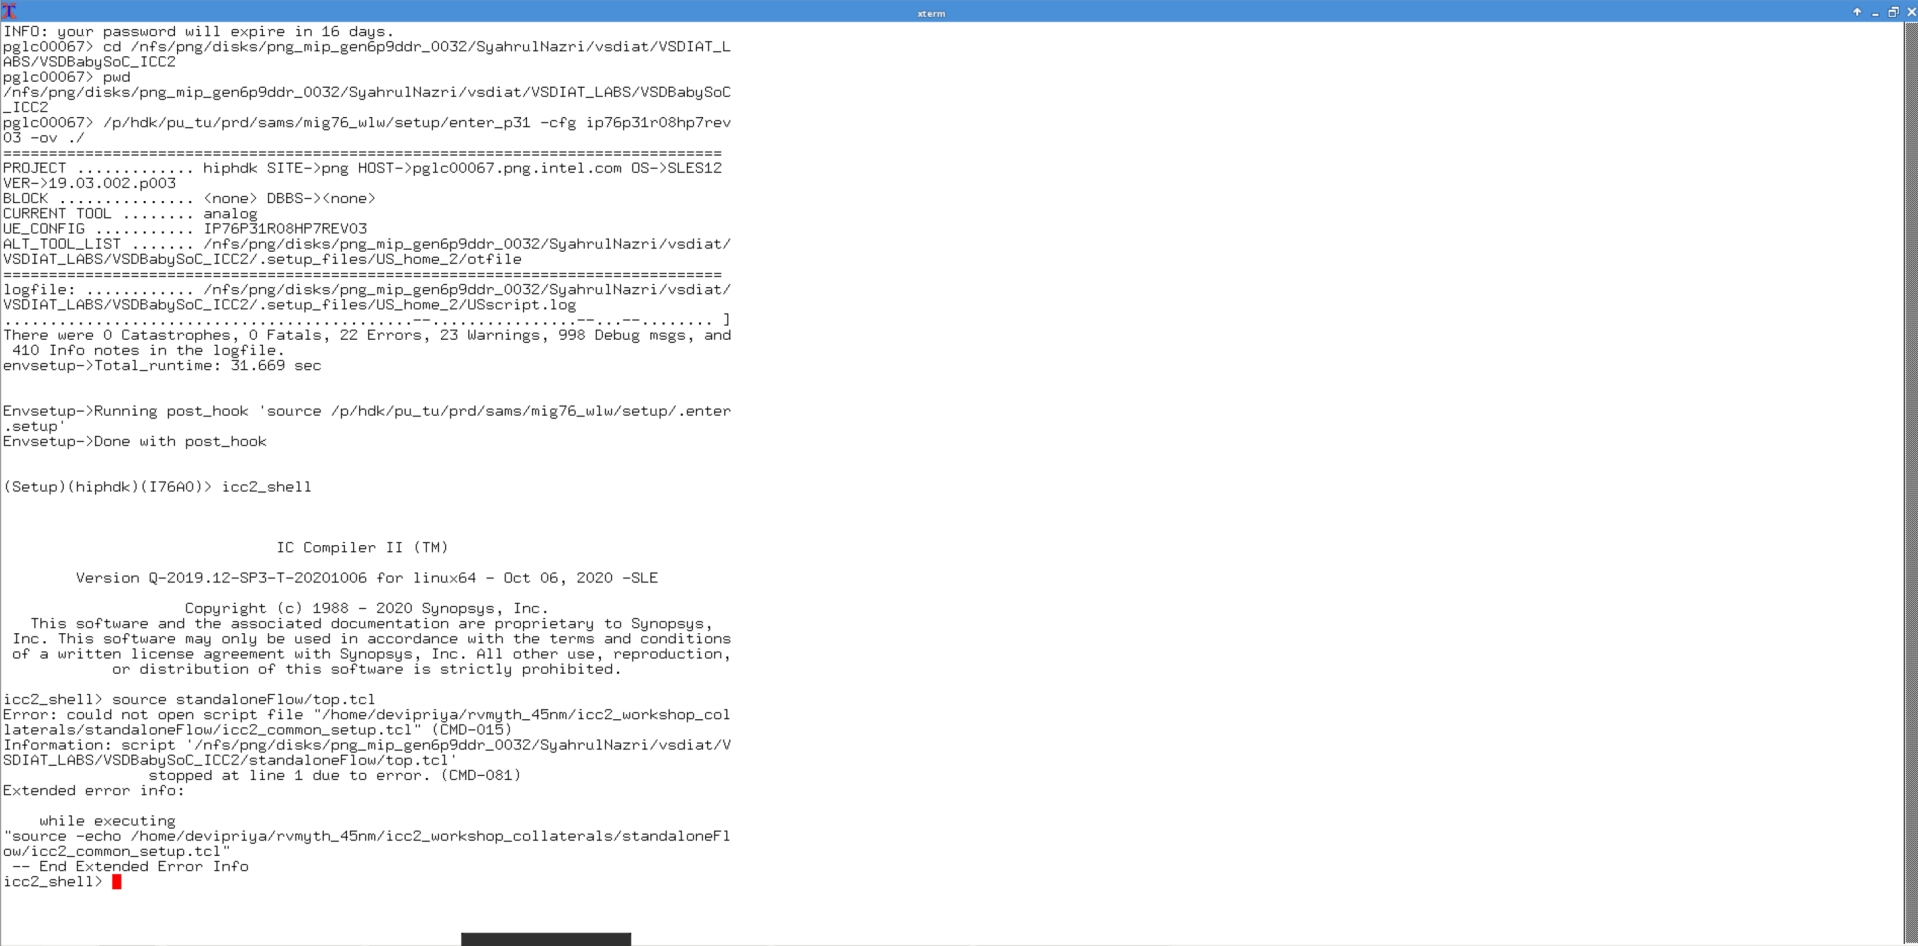 xterm
INFO: your password will expire in 16 days.
pglc00067> cd /nfs/png/disks/png_mip_gen6p9ddr_0032/SyahrulNazri/vsdiat/VSDIAT_L
ABS/VSDBabySoC_ICC2
pglc00067> pwd
/nfs/png/disks/png_mip_gen6p9ddr_0032/SyahrulNazri/vsdiat/VSDIAT_LABS/VSDBabySoC
_ICC2
pglc00067> /p/hdk/pu_tu/prd/sams/mig76_wlw/setup/enter_p31 -cfg ip76p31r08hp7rev
03 -ov ./
================================================================================
PROJECT ............. hiphdk SITE->png HOST->pglc00067.png.intel.com OS->SLES12
VER->19.03.002.p003
BLOCK ............... <none> DBBS-><none>
CURRENT TOOL ........ analog
UE_CONFIG ........... IP76P31R08HP7REV03
ALT_TOOL_LIST ....... /nfs/png/disks/png_mip_gen6p9ddr_0032/SyahrulNazri/vsdiat/
VSDIAT_LABS/VSDBabySoC_ICC2/.setup_files/US_home_2/otfile
================================================================================
logfile: ............ /nfs/png/disks/png_mip_gen6p9ddr_0032/SyahrulNazri/vsdiat/
VSDIAT_LABS/VSDBabySoC_ICC2/.setup_files/US_home_2/USscript.log
.............................................--................--...--........ ]
There were 0 Catastrophes, 0 Fatals, 22 Errors, 23 Warnings, 998 Debug msgs, and
410 Info notes in the logfile.
envsetup->Total_runtime: 31.669 sec
Envsetup->Running post_hook 'source /p/hdk/pu_tu/prd/sams/mig76_wlw/setup/.enter
.setup'
Envsetup->Done with post_hook
(Setup)(hiphdk)(I76A0)> icc2_shell
IC Compiler II (TM)
Version Q-2019.12-SP3-T-20201006 for linux64 - Oct 06, 2020 -SLE
Copyright (c) 1988 - 2020 Synopsys, Inc.
This software and the associated documentation are proprietary to Synopsys,
Inc. This software may only be used in accordance with the terms and conditions
of a written license agreement with Synopsys, Inc. All other use, reproduction,
or distribution of this software is strictly prohibited.
icc2_shell> source standaloneFlow/top.tcl
Error: could not open script file "/home/devipriya/rvmyth_45nm/icc2_workshop_col
laterals/standaloneFlow/icc2_common_setup.tcl" (CMD-015)
Information: script '/nfs/png/disks/png_mip_gen6p9ddr_0032/SyahrulNazri/vsdiat/V
SDIAT_LABS/VSDBabySoC_ICC2/standaloneFlow/top.tcl'
stopped at line 1 due to error. (CMD-081)
Extended error info:
while executing
"source -echo /home/devipriya/rvmyth_45nm/icc2_workshop_collaterals/standaloneFl
ow/icc2_common_setup.tcl"
-- End Extended Error Info
icc2_shell>